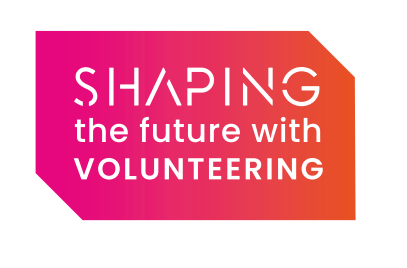 SHAPING
the future with
VOLUNTEERING